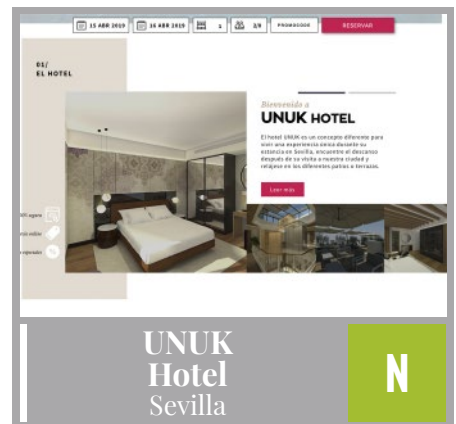 15 ABR 2019 16 ABR 2019 1 2/0 PROMOCODE RESERVAR
01/
EL HOTEL
Bienvenido a
UNUK HOTEL
El hotel UNUK es un concepto diferente para
vivir una experiencia única durante su
estancia en Sevilla, encuentre el descanso
después de su visita a nuestra ciudad y
relájese en los diferentes patios o terrazas.
Leer más
UNUK
Hotel
Sevilla
N